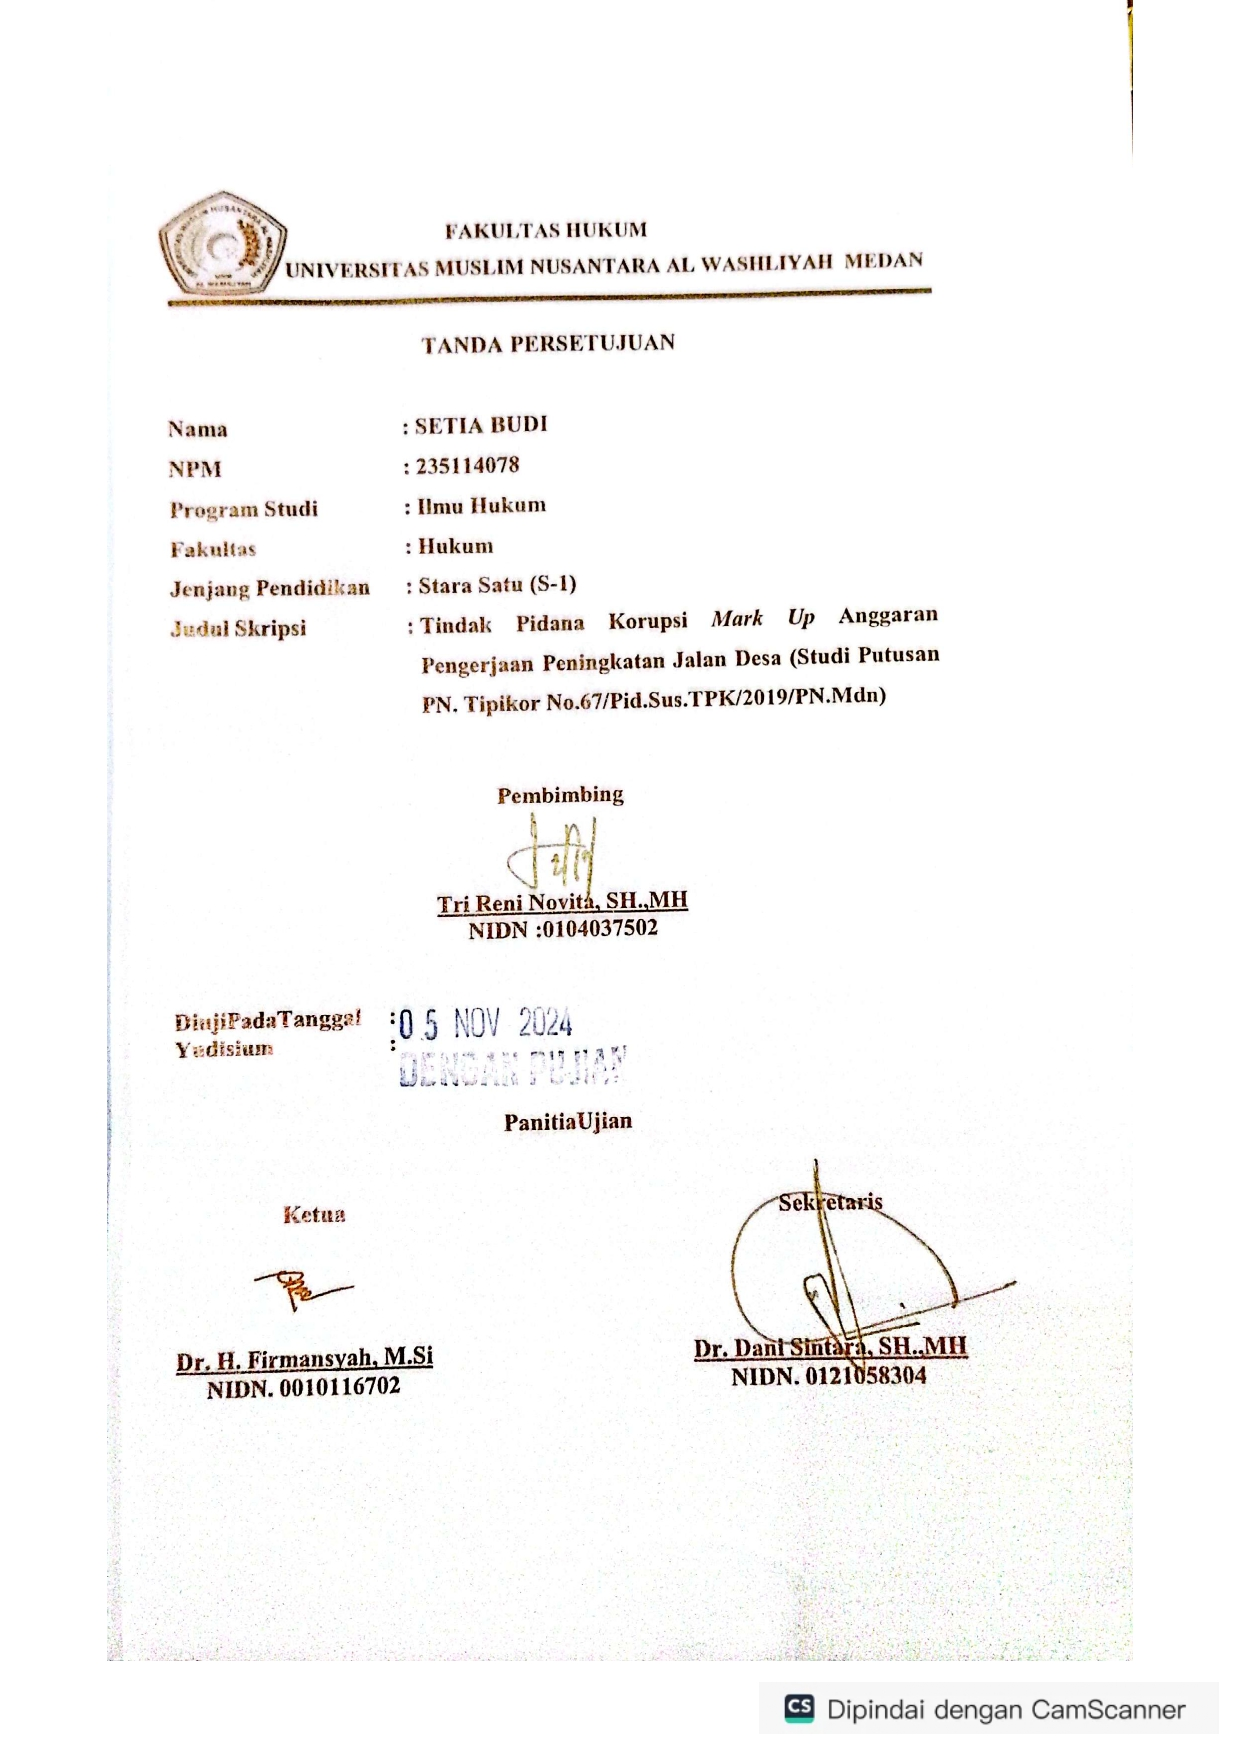 FAKULTAS HUKUM
UNIVERSITAS MUSLIM NUSANTARA AL WASHLIYAH MEDAN
TANDA PERSETUJUAN
Nama : SETIA BUDI
NPM : 235114078
Program Studi : Ilmu Hukum
Fakultas : Hukum
Jenjang Pendidikan : Stara Satu (S-1)
Judul Skripsi : Tindak Pidana Korupsi Mark Up Anggaran
Pengerjaan Peningkatan Jalan Desa (Studi Putusan
PN. Tipikor No.67/Pid.Sus.TPK/2019/PN.Mdn)
Pembimbing
Tri Reni Novita, SH.,MH
NIDN :0104037502
DiujiPadaTanggal : 05 NOV 2024
Yudisium : DENGAN PUJIAN
PanitiaUjian
Ketua
Sekretaris
Dr. H. Firmansyah, M.Si
NIDN. 0010116702
Dr. Dani Sintara, SH.,MH
NIDN. 0121058304
CS Dipindai dengan CamScanner